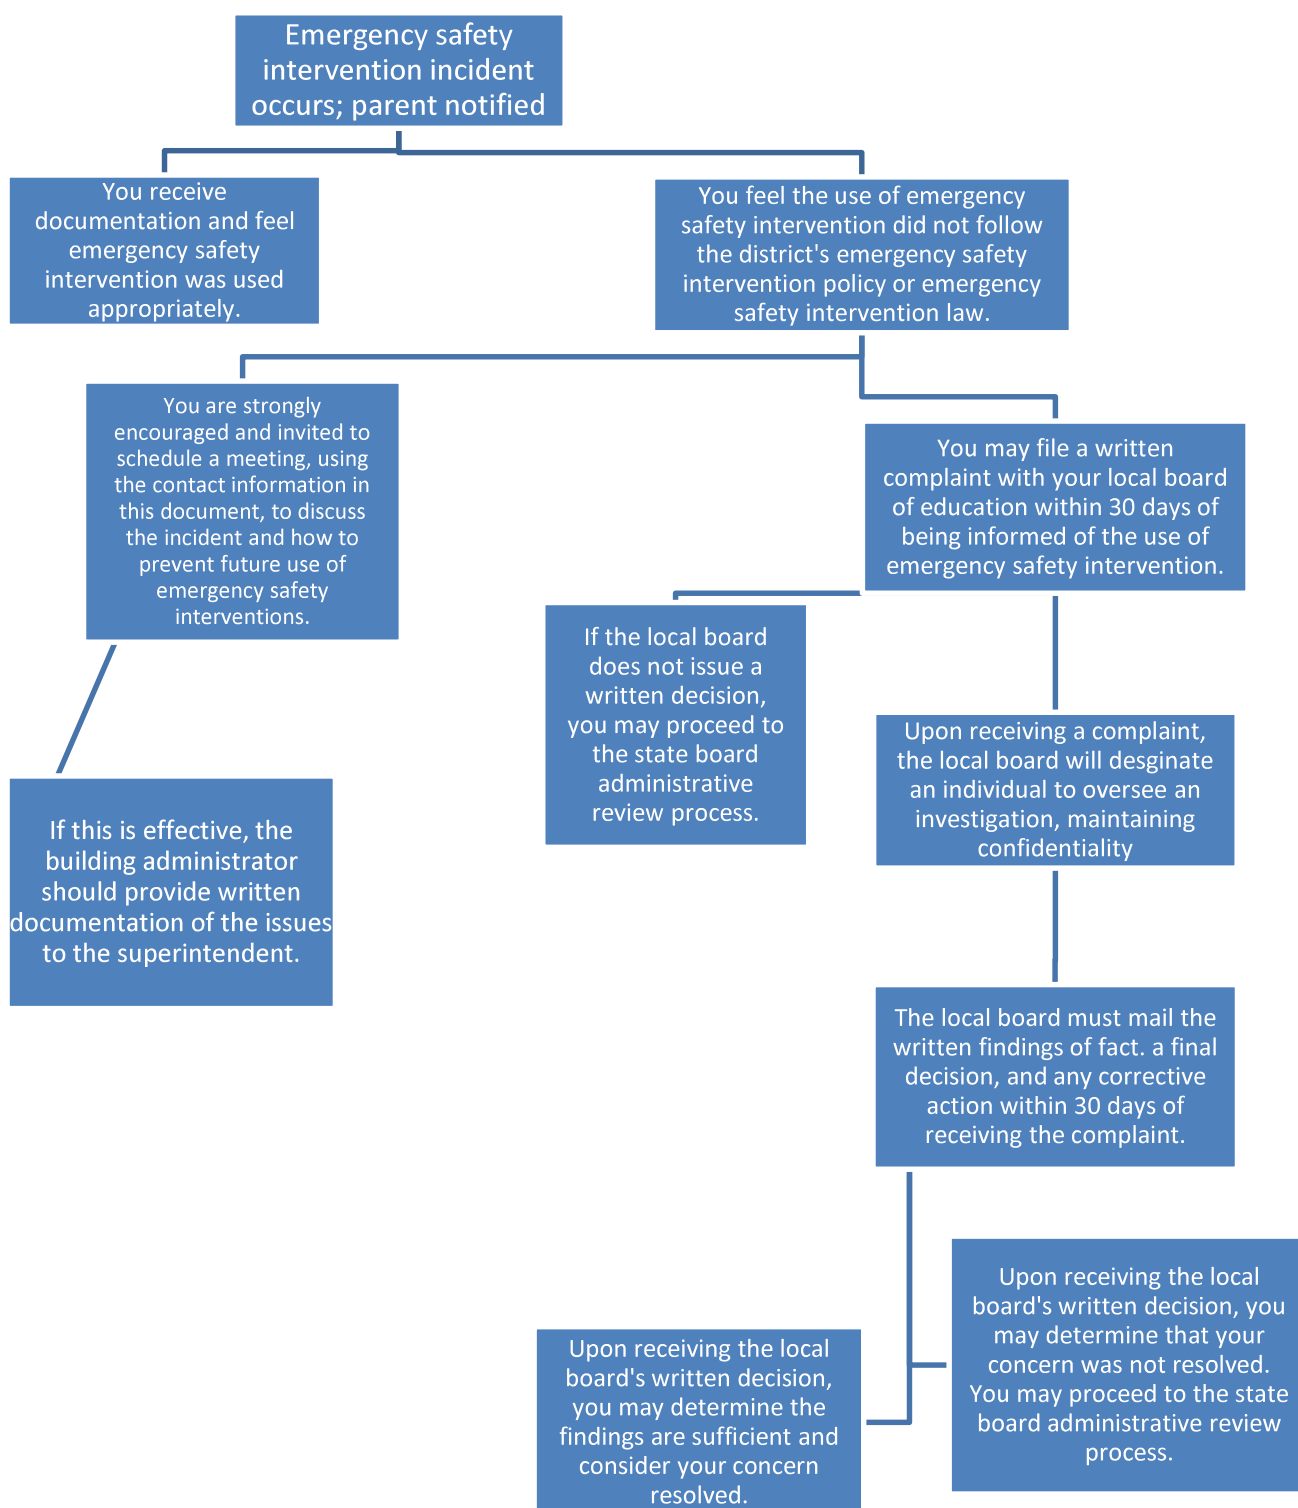 Emergency safety
intervention incident
occurs; parent notified
You receive
documentation and feel
emergency safety
intervention was used
appropriately.
You feel the use of emergency
safety intervention did not follow
the district's emergency safety
intervention policy or emergency
safety intervention law.
You are strongly
encouraged and invited to
schedule a meeting, using
the contact information in
this document, to discuss
the incident and how to
prevent future use of
emergency safety
interventions.
You may file a written
complaint with your local board
of education within 30 days of
being informed of the use of
emergency safety intervention.
If the local board
does not issue a
written decision,
you may proceed to
the state board
administrative
review process.
Upon receiving a complaint,
the local board will desginate
an individual to oversee an
investigation, maintaining
confidentiality
If this is effective, the
building administrator
should provide written
documentation of the issues
to the superintendent.
The local board must mail the
written findings of fact. a final
decision, and any corrective
action within 30 days of
receiving the complaint.
Upon receiving the local
board's written decision, you
may determine that your
concern was not resolved.
You may proceed to the state
board administrative review
process.
Upon receiving the local
board's written decision,
you may determine the
findings are sufficient and
consider your concern
resolved.